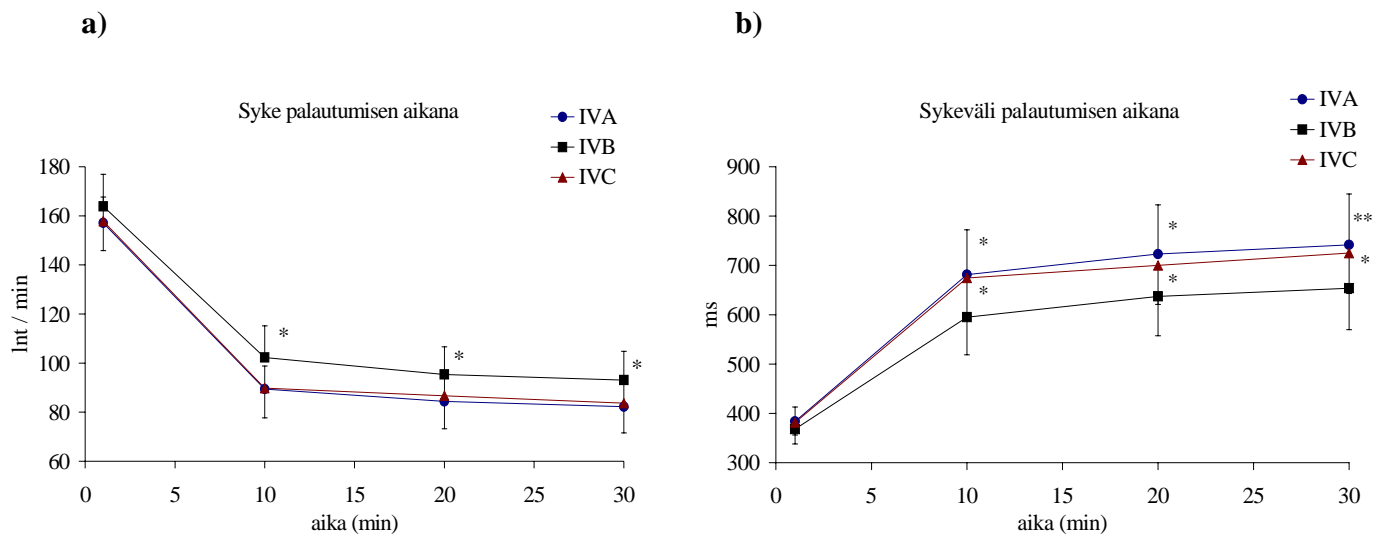 a)
Syke palautumisen aikana
IVA
IVB
IVC
180
160
140
120
100
80
60
lnt / min
*
*
*
0
5
10
15
20
25
30
aika (min)
b)
Sykeväli palautumisen aikana
IVA
IVB
IVC
900
800
700
600
500
400
300
ms
*
*
**
*
*
*
0
5
10
15
20
25
30
aika (min)